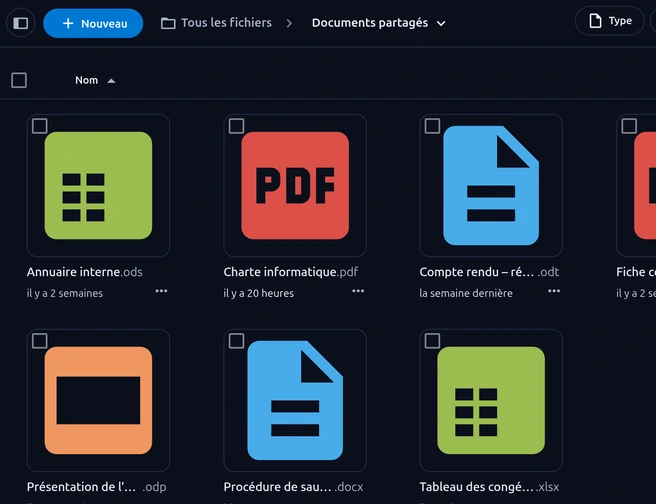 Nouveau
Tous les fichiers
Documents partagés
Type
Nom
PDF
Annuaire interne.ods
il y a 2 semaines
Charte informatique.pdf
il y a 20 heures
Compte rendu – ré… .odt
la semaine dernière
Fiche
il y a 2
Présentation de l’… .odp
Procédure de sau… .docx
Tableau des congé… .xlsx